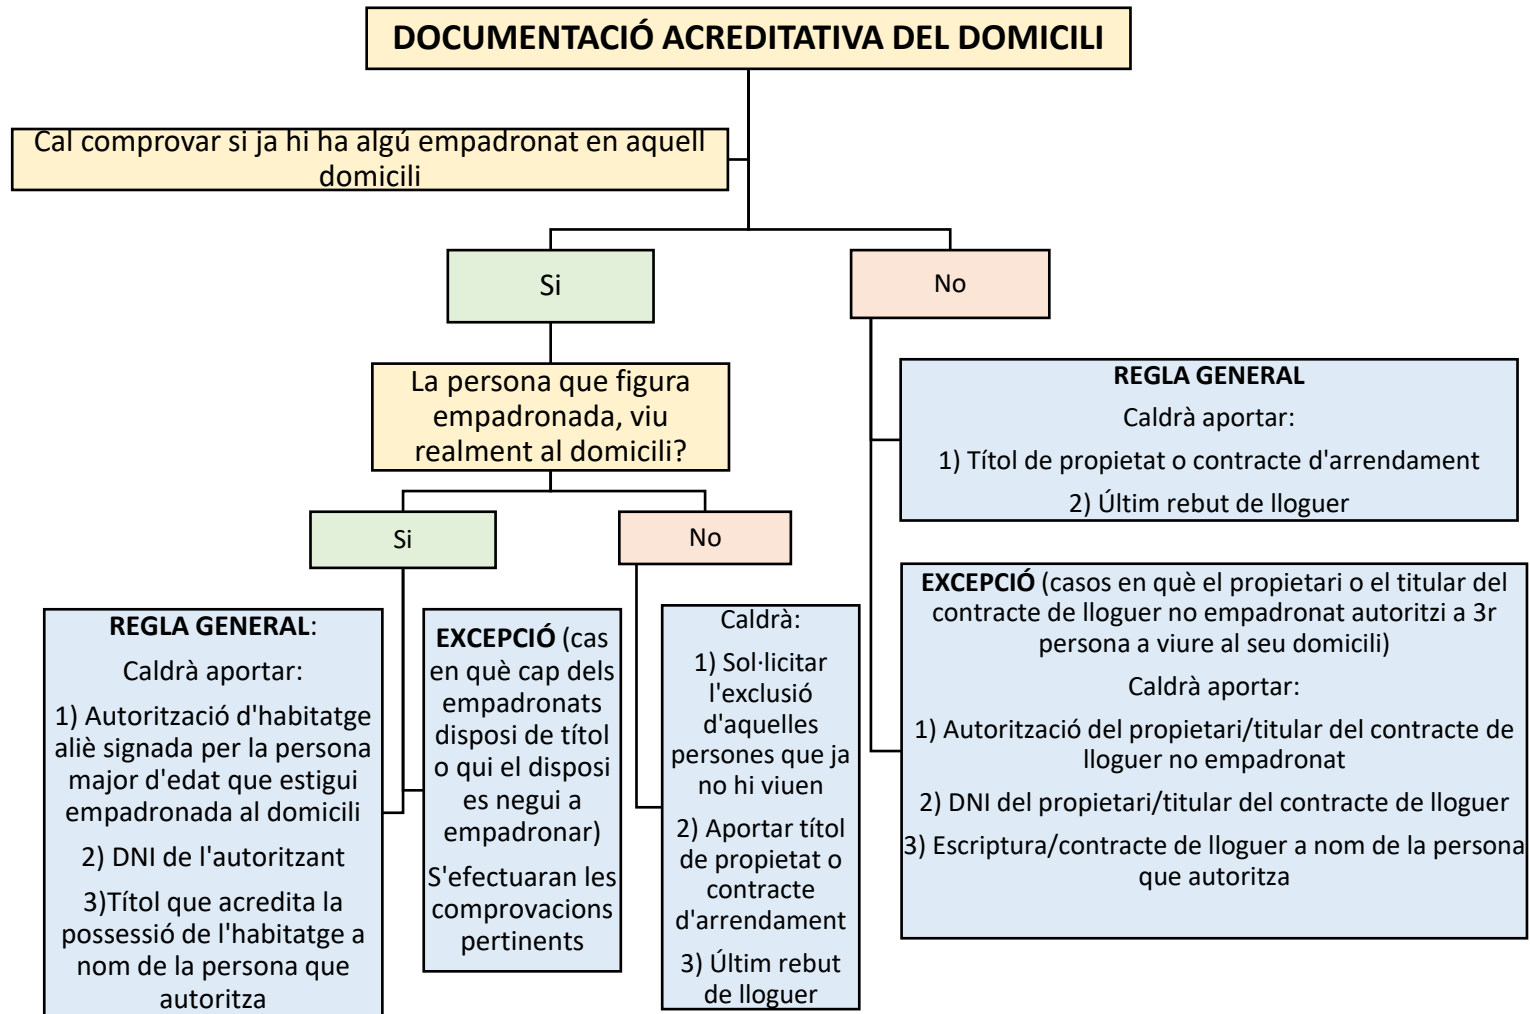 DOCUMENTACIÓ ACREDITATIVA DEL DOMICILI
Cal comprovar si ja hi ha algú empadronat en aquell
domicili
Si
No
La persona que figura
empadronada, viu
realment al domicili?
Si
No
REGLA GENERAL:
Caldrà aportar:
1) Autorització d'habitatge
aliè signada per la persona
major d'edat que estigui
empadronada al domicili
2) DNI de l'autoritzant
3)Títol que acredita la
possessió de l'habitatge a
nom de la persona que
autoritza
EXCEPCIÓ (cas
en què cap dels
empadronats
disposi de títol
o qui el disposi
es negui a
empadronar)
S'efectuaran les
comprovacions
pertinents
Caldrà:
1) Sol·licitar
l'exclusió
d'aquelles
persones que ja
no hi viuen
2) Aportar títol
de propietat o
contracte
d'arrendament
3) Últim rebut
de lloguer
REGLA GENERAL
Caldrà aportar:
1) Títol de propietat o contracte d'arrendament
2) Últim rebut de lloguer
EXCEPCIÓ (casos en què el propietari o el titular del
contracte de lloguer no empadronat autoritzi a 3r
persona a viure al seu domicili)
Caldrà aportar:
1) Autorització del propietari/titular del contracte de
lloguer no empadronat
2) DNI del propietari/titular del contracte de lloguer
3) Escriptura/contracte de lloguer a nom de la persona
que autoritza